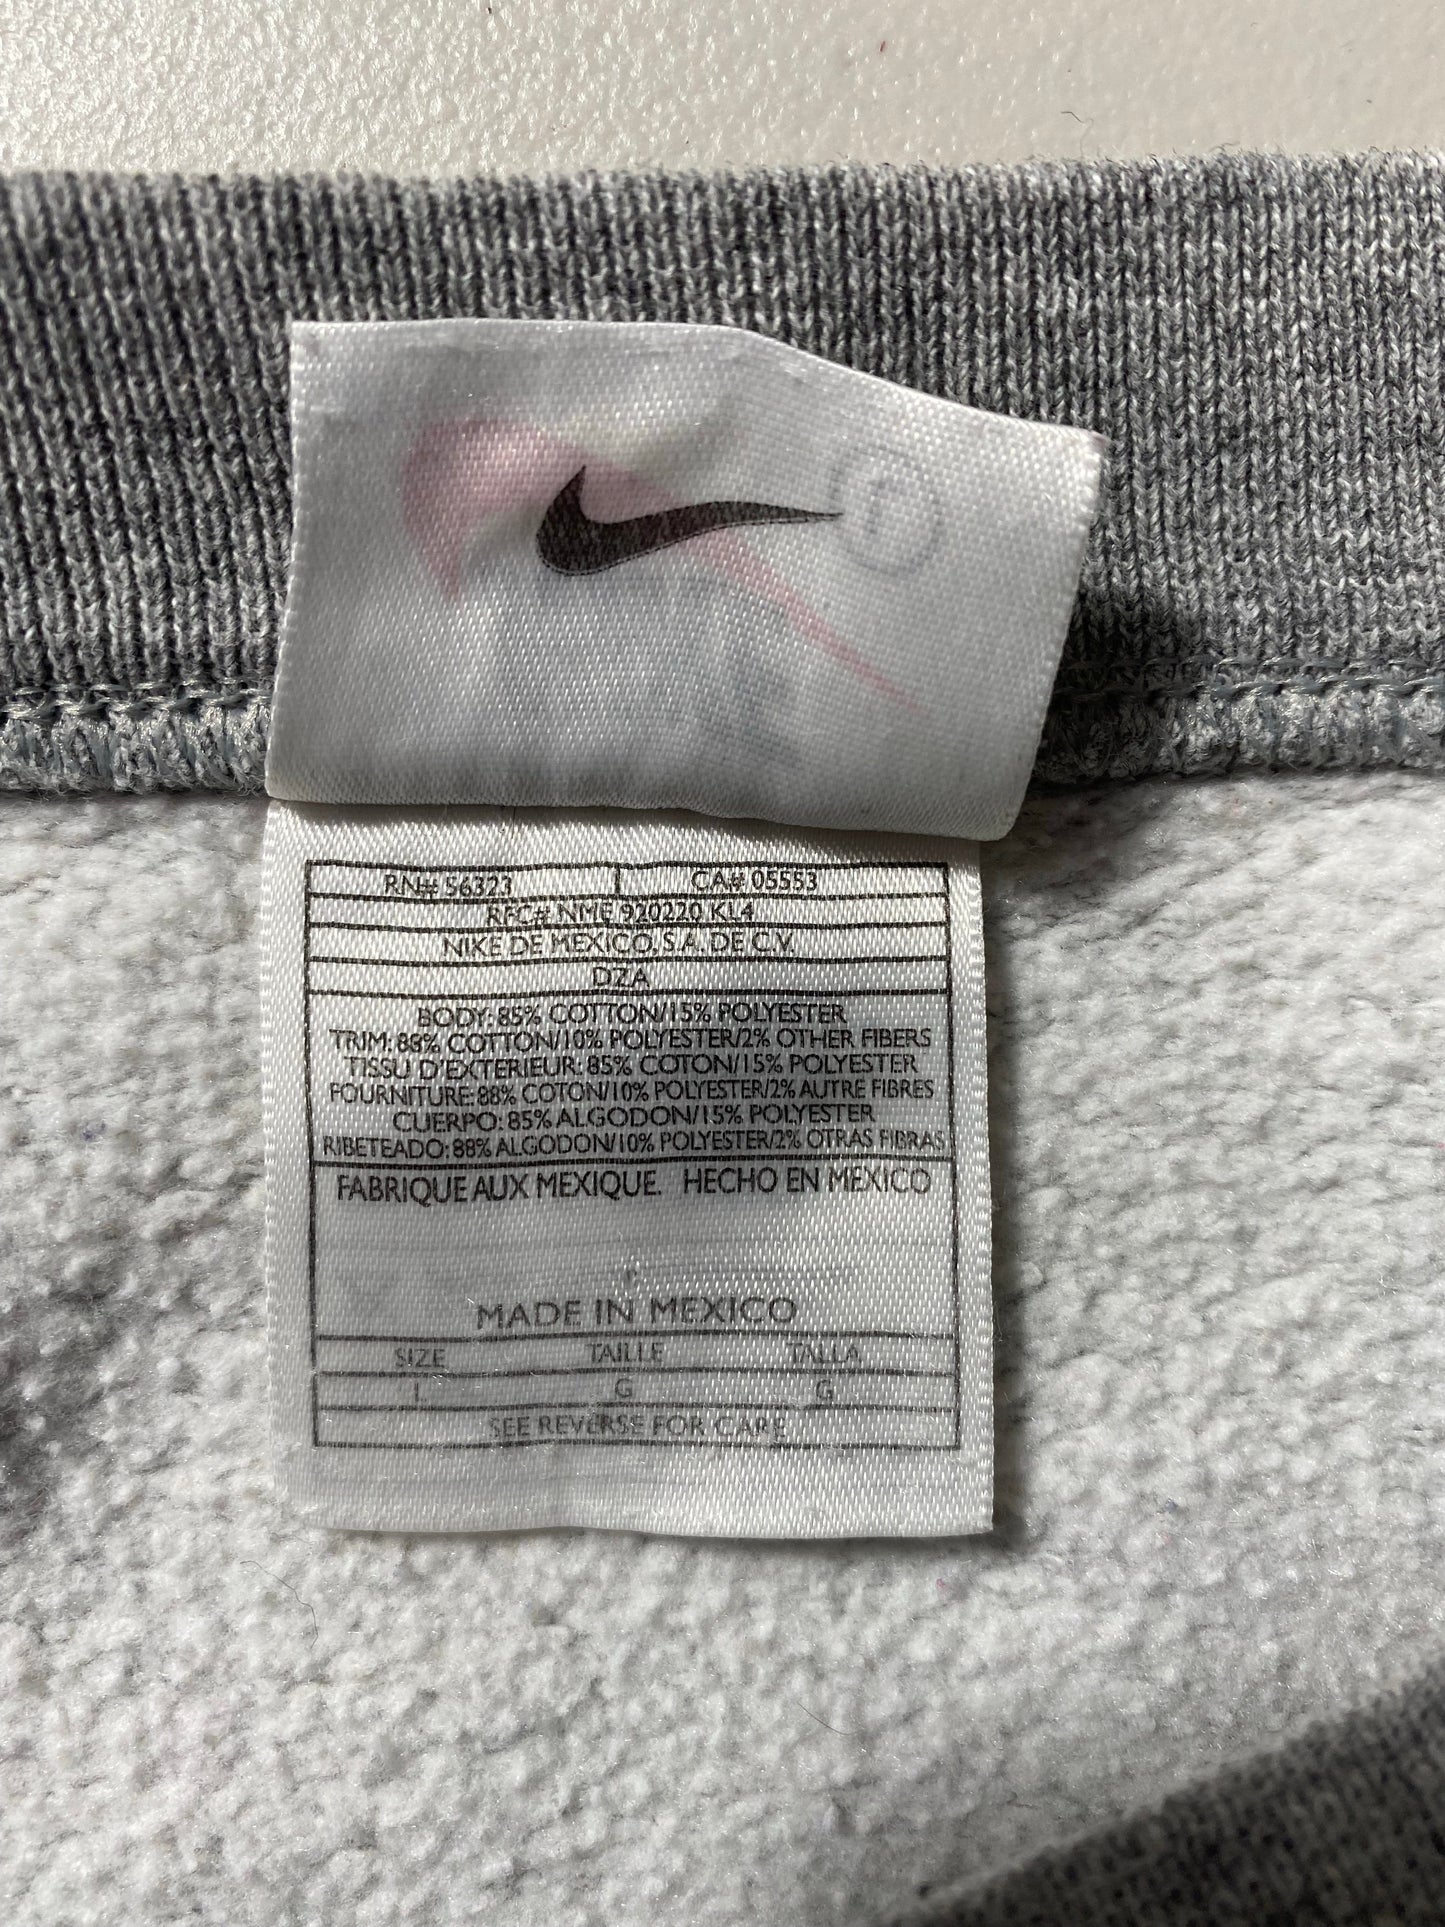 RN# 56323 CA# 05553
RFC# NME 920220 KL4
NIKE DE MEXICO, S.A. DE C.V.
DZA
BODY: 85% COTTON/15% POLYESTER
TRIM: 88% COTTON/10% POLYESTER/2% OTHER FIBERS
TISSU D'EXTERIEUR: 85% COTON/15% POLYESTER
FOURNITURE: 88% COTON/10% POLYESTER/2% AUTRE FIBRES
CUERPO: 85% ALGODON/15% POLYESTER
RIBETEADO: 88% ALGODON/10% POLYESTER/2% OTRAS FIBRAS
FABRIQUE AUX MEXIQUE. HECHO EN MEXICO
MADE IN MEXICO
SIZE TAILLE TALLA
L G G
SEE REVERSE FOR CARE